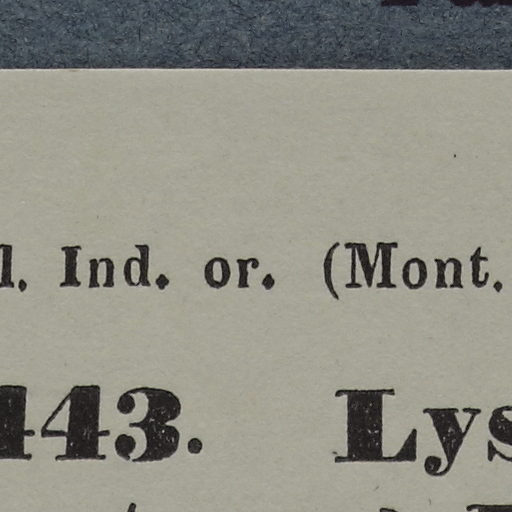 l. Ind. or. (Mont.
443. Lys